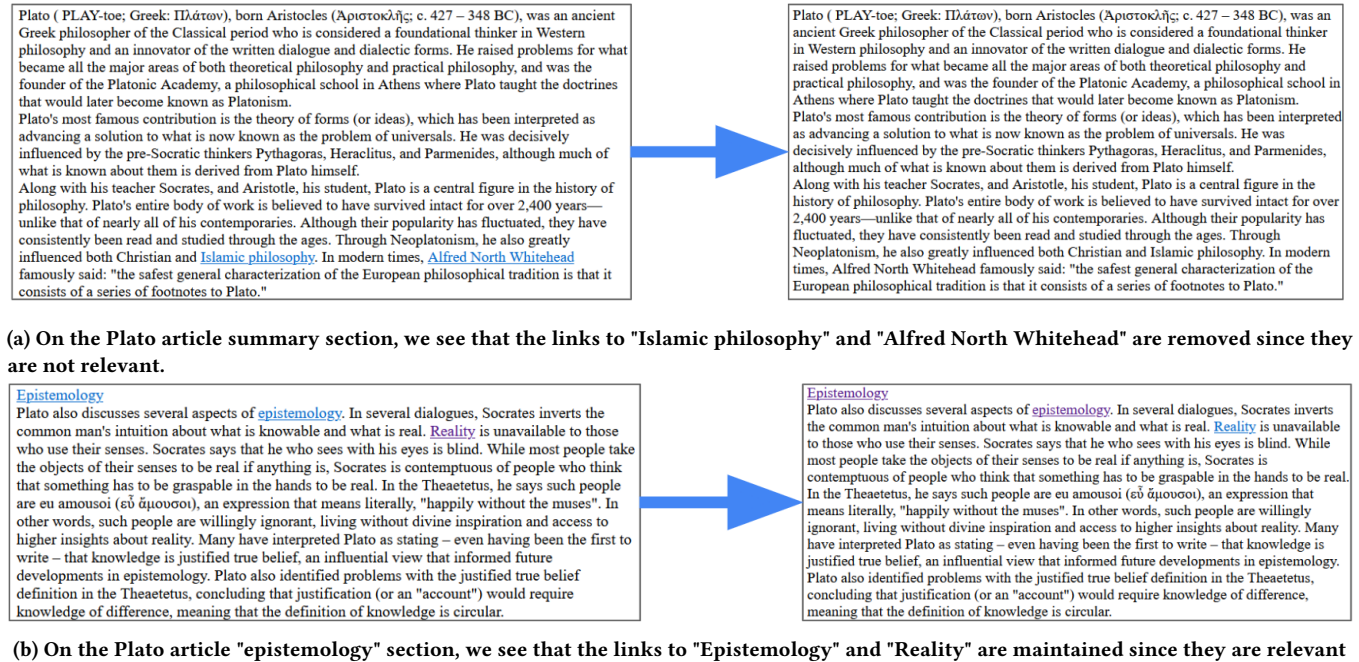 Plato ( PLAY-toe; Greek: Πλάτων), born Aristocles (Ἀριστοκλῆς; c. 427 – 348 BC), was an ancient
Greek philosopher of the Classical period who is considered a foundational thinker in Western
philosophy and an innovator of the written dialogue and dialectic forms. He raised problems for what
became all the major areas of both theoretical philosophy and practical philosophy, and was the
founder of the Platonic Academy, a philosophical school in Athens where Plato taught the doctrines
that would later become known as Platonism.
Plato's most famous contribution is the theory of forms (or ideas), which has been interpreted as
advancing a solution to what is now known as the problem of universals. He was decisively
influenced by the pre-Socratic thinkers Pythagoras, Heraclitus, and Parmenides, although much of
what is known about them is derived from Plato himself.
Along with his teacher Socrates, and Aristotle, his student, Plato is a central figure in the history of
philosophy. Plato's entire body of work is believed to have survived intact for over 2,400 years—
unlike that of nearly all of his contemporaries. Although their popularity has fluctuated, they have
consistently been read and studied through the ages. Through Neoplatonism, he also greatly
influenced both Christian and Islamic philosophy. In modern times, Alfred North Whitehead
famously said: "the safest general characterization of the European philosophical tradition is that it
consists of a series of footnotes to Plato."
Plato ( PLAY-toe; Greek: Πλάτων), born Aristocles (Ἀριστοκλῆς; c. 427 – 348 BC), was an
ancient Greek philosopher of the Classical period who is considered a foundational thinker
in Western philosophy and an innovator of the written dialogue and dialectic forms. He
raised problems for what became all the major areas of both theoretical philosophy and
practical philosophy, and was the founder of the Platonic Academy, a philosophical school in
Athens where Plato taught the doctrines that would later become known as Platonism.
Plato's most famous contribution is the theory of forms (or ideas), which has been interpreted
as advancing a solution to what is now known as the problem of universals. He was
decisively influenced by the pre-Socratic thinkers Pythagoras, Heraclitus, and Parmenides,
although much of what is known about them is derived from Plato himself.
Along with his teacher Socrates, and Aristotle, his student, Plato is a central figure in the
history of philosophy. Plato's entire body of work is believed to have survived intact for over
2,400 years—unlike that of nearly all of his contemporaries. Although their popularity has
fluctuated, they have consistently been read and studied through the ages. Through
Neoplatonism, he also greatly influenced both Christian and Islamic philosophy. In modern
times, Alfred North Whitehead famously said: "the safest general characterization of the
European philosophical tradition is that it consists of a series of footnotes to Plato."
(a) On the Plato article summary section, we see that the links to "Islamic philosophy" and "Alfred North Whitehead" are removed since they
are not relevant.
Epistemology
Plato also discusses several aspects of epistemology. In several dialogues, Socrates inverts the
common man's intuition about what is knowable and what is real. Reality is unavailable to those
who use their senses. Socrates says that he who sees with his eyes is blind. While most people take
the objects of their senses to be real if anything is, Socrates is contemptuous of people who think
that something has to be graspable in the hands to be real. In the Theaetetus, he says such people
are eu amousoi (εὖ ἄμουσοι), an expression that means literally, "happily without the muses". In
other words, such people are willingly ignorant, living without divine inspiration and access to
higher insights about reality. Many have interpreted Plato as stating – even having been the first to
write – that knowledge is justified true belief, an influential view that informed future
developments in epistemology. Plato also identified problems with the justified true belief
definition in the Theaetetus, concluding that justification (or an "account") would require
knowledge of difference, meaning that the definition of knowledge is circular.
Epistemology
Plato also discusses several aspects of epistemology. In several dialogues, Socrates inverts
the common man's intuition about what is knowable and what is real. Reality is unavailable
to those who use their senses. Socrates says that he who sees with his eyes is blind. While
most people take the objects of their senses to be real if anything is, Socrates is
contemptuous of people who think that something has to be graspable in the hands to be real.
In the Theaetetus, he says such people are eu amousoi (εὖ ἄμουσοι), an expression that
means literally, "happily without the muses". In other words, such people are willingly
ignorant, living without divine inspiration and access to higher insights about reality. Many
have interpreted Plato as stating – even having been the first to write – that knowledge is
justified true belief, an influential view that informed future developments in epistemology.
Plato also identified problems with the justified true belief definition in the Theaetetus,
concluding that justification (or an "account") would require knowledge of difference,
meaning that the definition of knowledge is circular.
(b) On the Plato article "epistemology" section, we see that the links to "Epistemology" and "Reality" are maintained since they are relevant